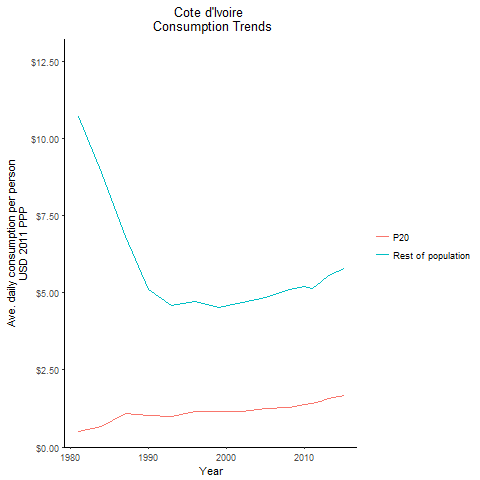 Cote d'Ivoire
Consumption Trends
Ave. daily consumption per person
USD 2011 PPP
$12.50
$10.00
$7.50
$5.00
$2.50
$0.00
1980 1990 2000 2010
Year
P20
Rest of population